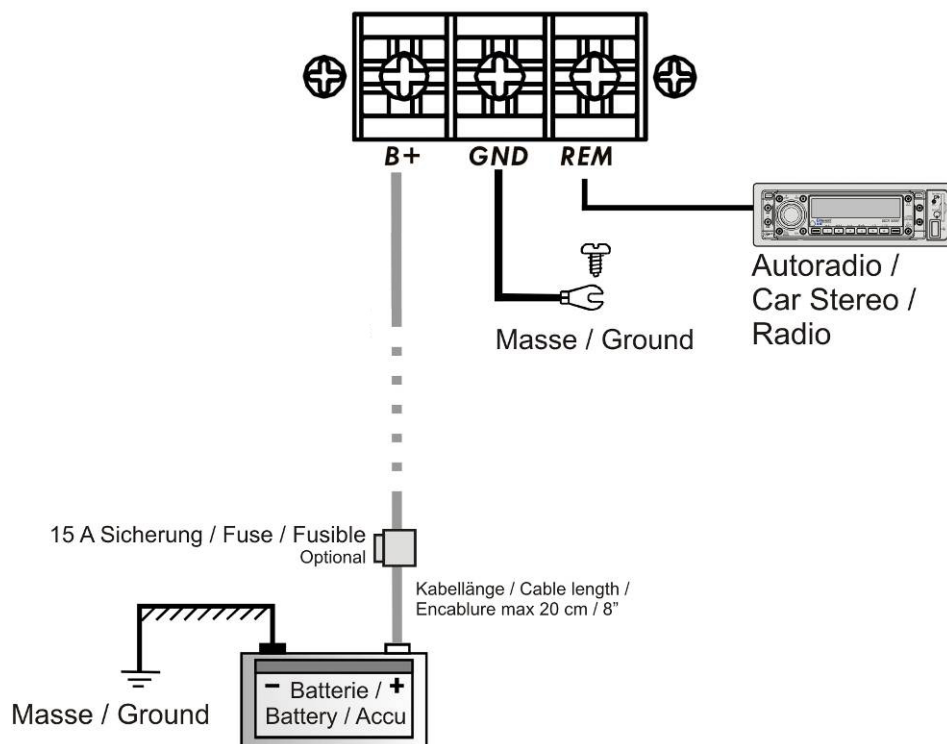 B+ GND REM
Autoradio /
Car Stereo /
Radio
Masse / Ground
15 A Sicherung / Fuse / Fusible
Optional
Kabellänge / Cable length /
Encablure max 20 cm / 8”
− Batterie / +
Battery / Accu
Masse / Ground